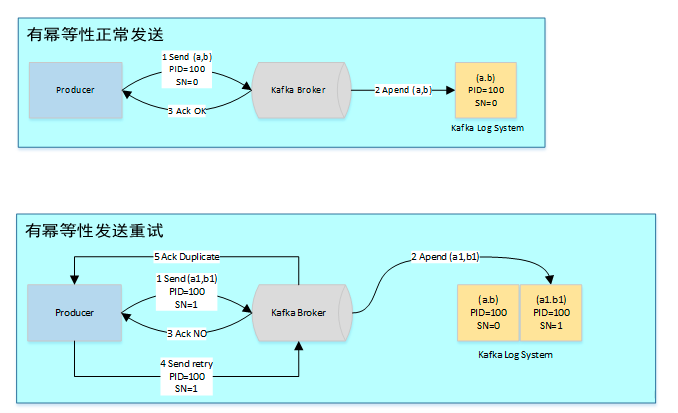 有幂等性正常发送
1 Send (a,b)
PID=100
SN=0
Producer
Kafka Broker
2 Apend (a,b)
3 Ack OK
(a.b)
PID=100
SN=0
Kafka Log System
有幂等性发送重试
5 Ack Duplicate
2 Apend (a1,b1)
1 Send (a1,b1)
PID=100
SN=1
Producer
Kafka Broker
3 Ack NO
(a.b)
PID=100
SN=0
(a1.b1)
PID=100
SN=1
Kafka Log System
4 Send retry
PID=100
SN=1